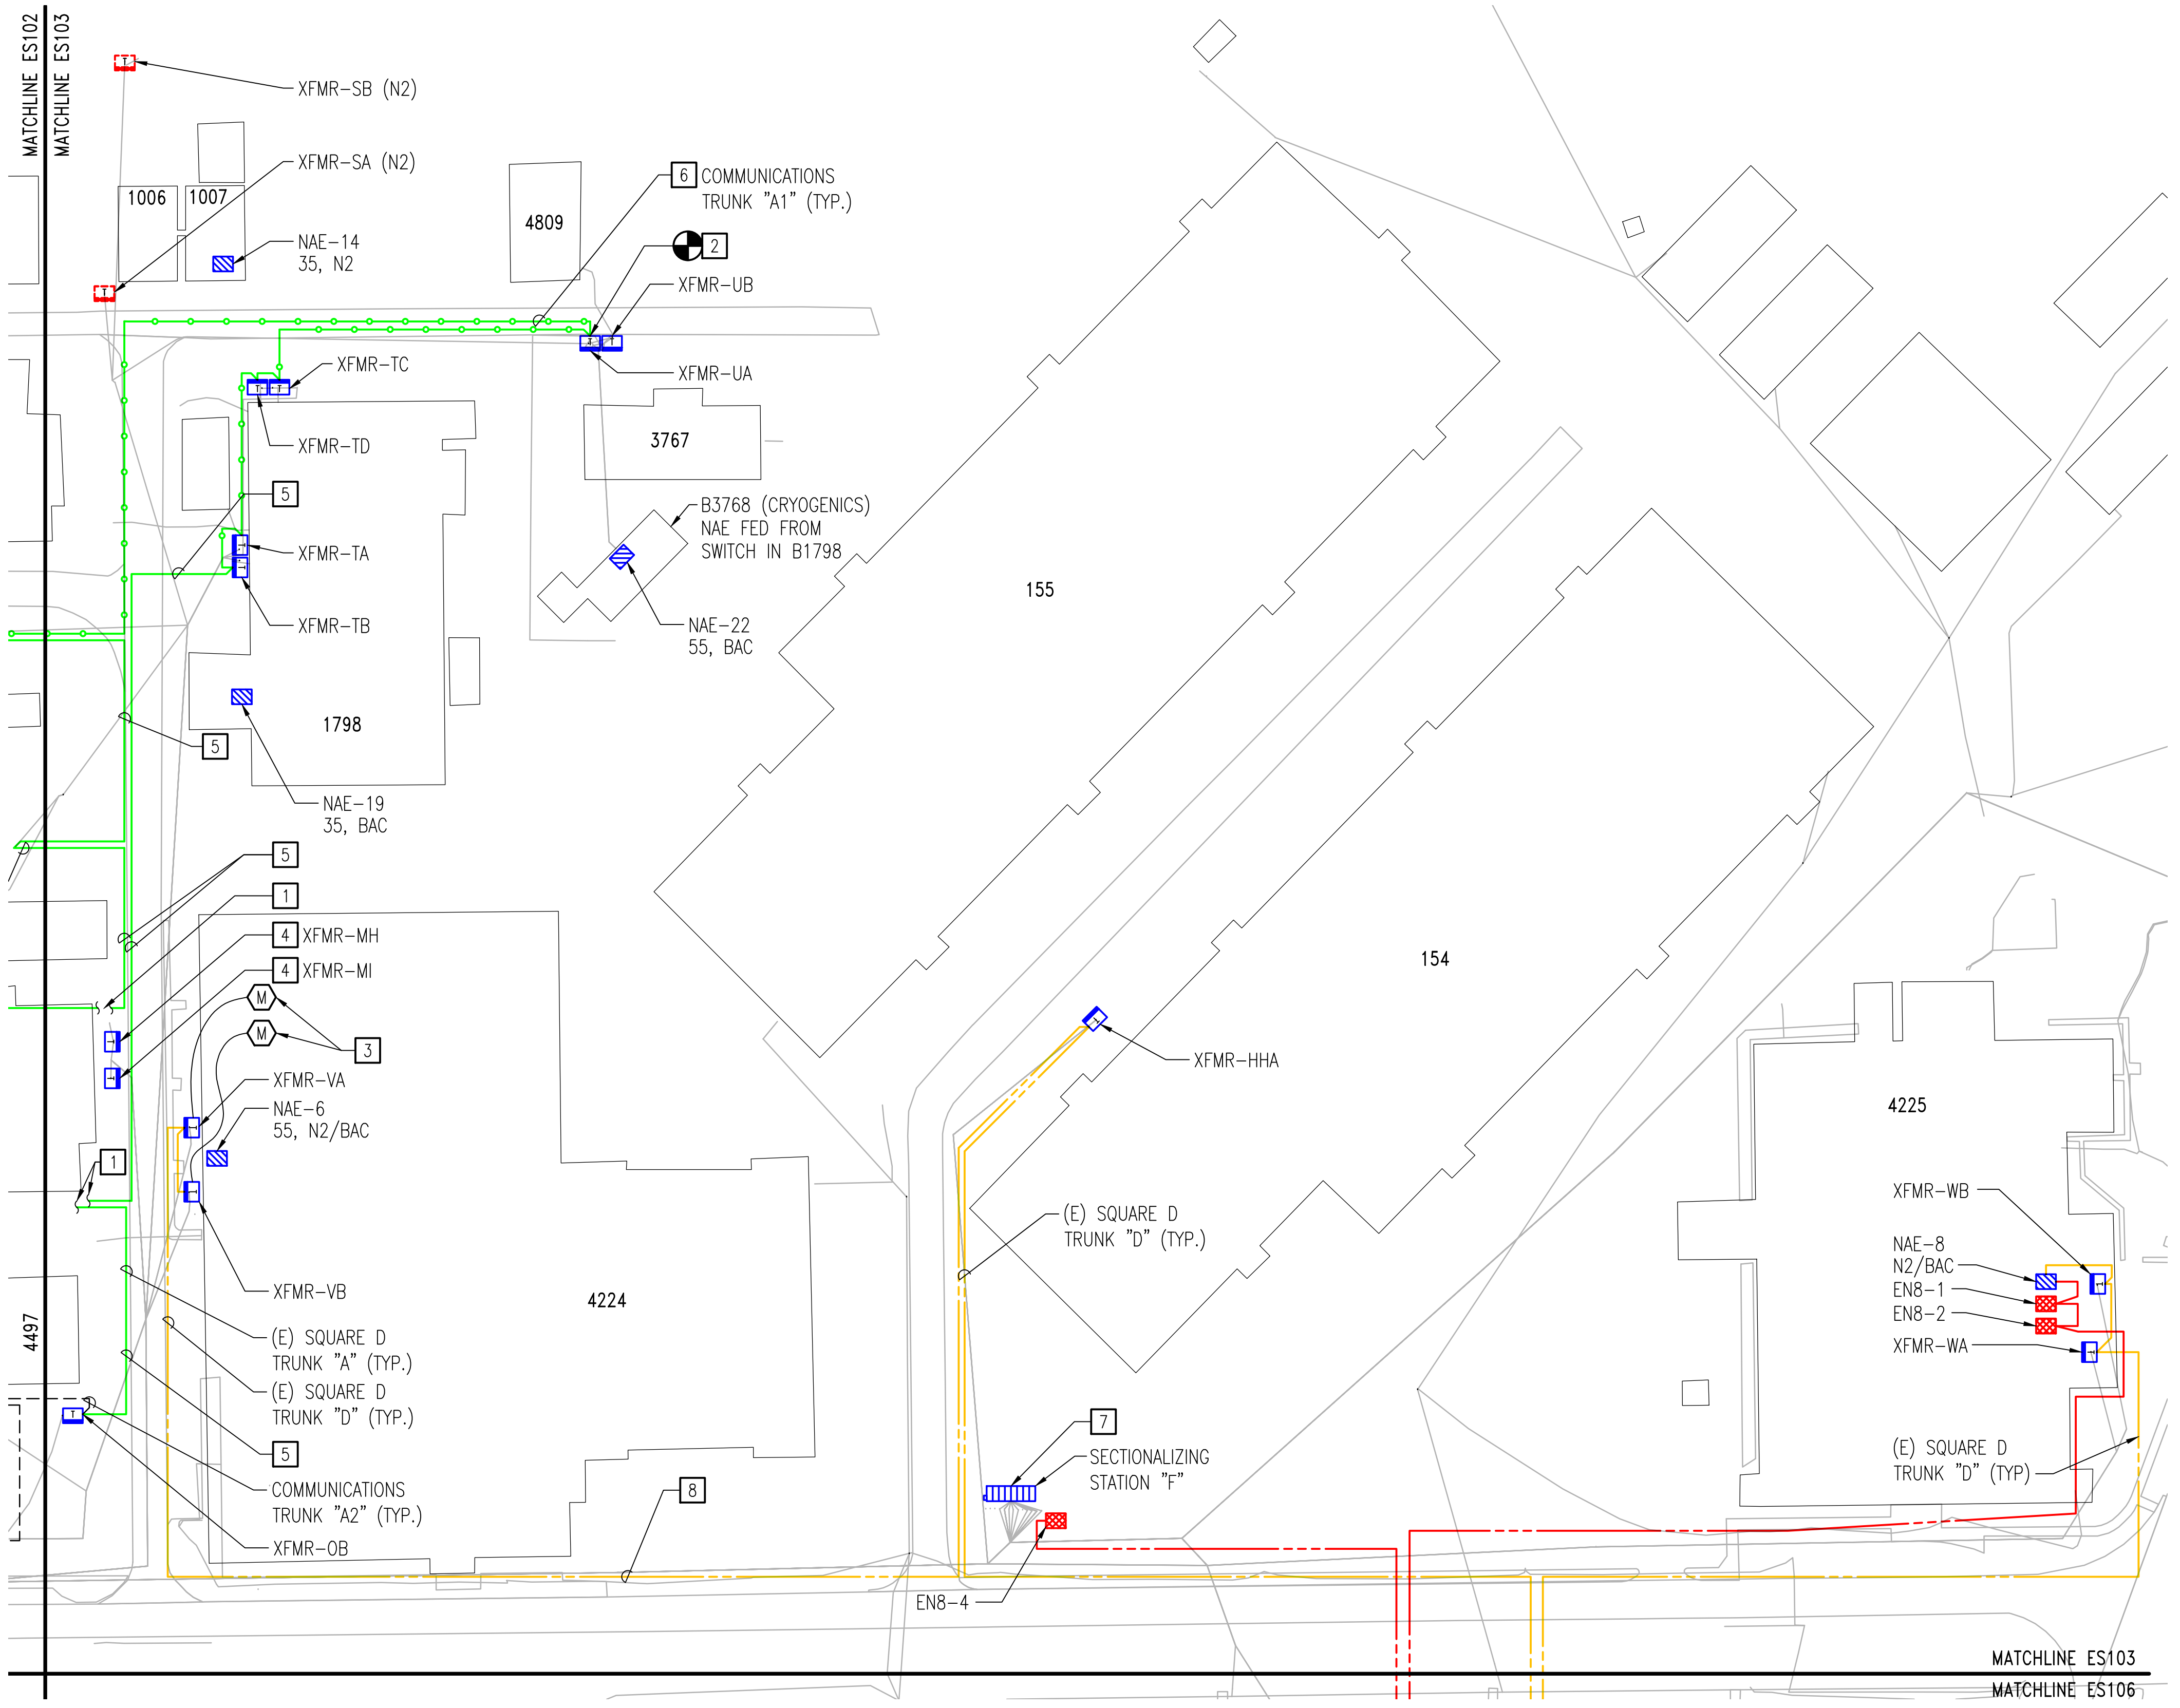 MATCHLINE ES102
MATCHLINE ES103
XFMR-SB (N2)
XFMR-SA (N2)
1006
1007
NAE-14
35, N2
4809
6
COMMUNICATIONS
TRUNK "A1" (TYP.)
2
XFMR-UB
XFMR-UA
XFMR-TC
XFMR-TD
3767
5
B3768 (CRYOGENICS)
NAE FED FROM
SWITCH IN B1798
XFMR-TA
XFMR-TB
NAE-22
55, BAC
155
1798
5
NAE-19
35, BAC
5
1
4 XFMR-MH
4 XFMR-MI
M
M
3
XFMR-VA
NAE-6
55, N2/BAC
1
XFMR-VB
4224
4497
(E) SQUARE D
TRUNK "A" (TYP.)
(E) SQUARE D
TRUNK "D" (TYP.)
5
COMMUNICATIONS
TRUNK "A2" (TYP.)
XFMR-OB
8
154
XFMR-HHA
(E) SQUARE D
TRUNK "D" (TYP.)
7
SECTIONALIZING
STATION "F"
EN8-4
4225
XFMR-WB
NAE-8
N2/BAC
EN8-1
EN8-2
XFMR-WA
(E) SQUARE D
TRUNK "D" (TYP)
MATCHLINE ES103
MATCHLINE ES106